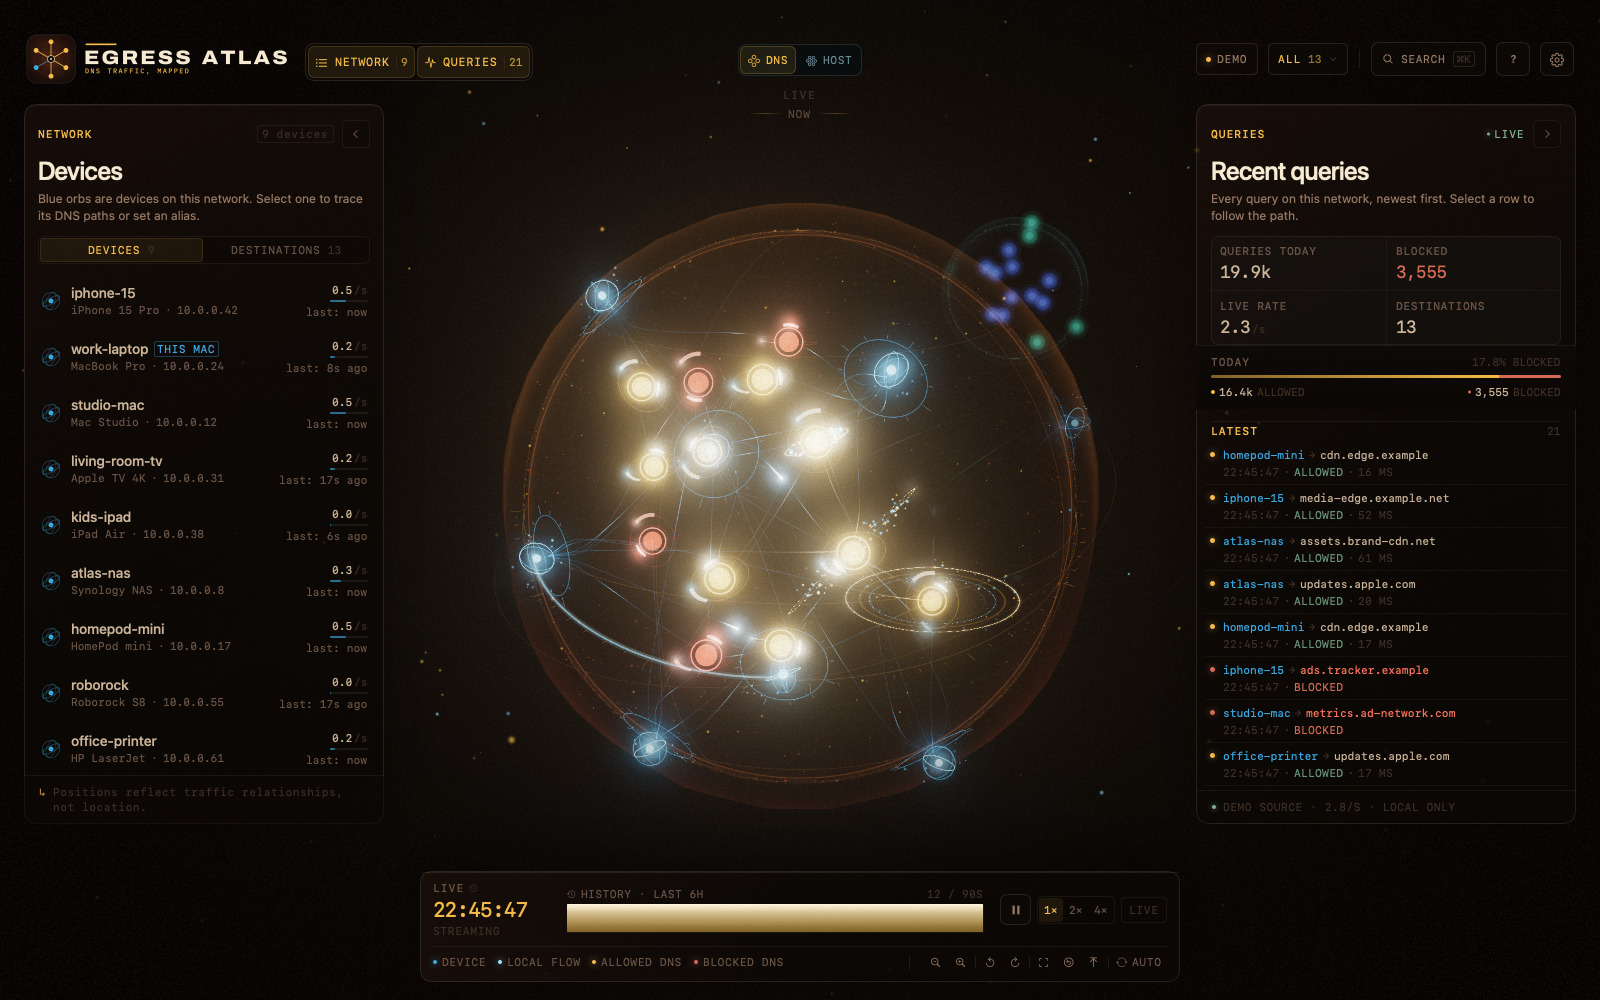 EGRESS ATLAS
DNS TRAFFIC, MAPPED
NETWORK 9
QUERIES 21
DNS
HOST
LIVE
NOW
DEMO
ALL 13
SEARCH ⌘K
?
NETWORK
9 devices
Devices
Blue orbs are devices on this network. Select one to trace
its DNS paths or set an alias.
DEVICES 9
DESTINATIONS 13
iphone-15
0.5/s
iPhone 15 Pro · 10.0.0.42
last: now
work-laptop THIS MAC
0.2/s
MacBook Pro · 10.0.0.24
last: 8s ago
studio-mac
0.5/s
Mac Studio · 10.0.0.12
last: now
living-room-tv
0.2/s
Apple TV 4K · 10.0.0.31
last: 17s ago
kids-ipad
0.0/s
iPad Air · 10.0.0.38
last: 6s ago
atlas-nas
0.3/s
Synology NAS · 10.0.0.8
last: now
homepod-mini
0.5/s
HomePod mini · 10.0.0.17
last: now
roborock
0.0/s
Roborock S8 · 10.0.0.55
last: 17s ago
office-printer
0.2/s
HP LaserJet · 10.0.0.61
last: now
↳ Positions reflect traffic relationships,
not location.
QUERIES
LIVE
Recent queries
Every query on this network, newest first. Select a row to
follow the path.
QUERIES TODAY
19.9k
BLOCKED
3,555
LIVE RATE
2.3/s
DESTINATIONS
13
TODAY
17.8% BLOCKED
16.4k ALLOWED
3,555 BLOCKED
LATEST
21
homepod-mini → cdn.edge.example
22:45:47 · ALLOWED · 16 MS
iphone-15 → media-edge.example.net
22:45:47 · ALLOWED · 52 MS
atlas-nas → assets.brand-cdn.net
22:45:47 · ALLOWED · 61 MS
atlas-nas → updates.apple.com
22:45:47 · ALLOWED · 20 MS
homepod-mini → cdn.edge.example
22:45:47 · ALLOWED · 17 MS
iphone-15 → ads.tracker.example
22:45:47 · BLOCKED
studio-mac → metrics.ad-network.com
22:45:47 · BLOCKED
office-printer → updates.apple.com
22:45:47 · ALLOWED · 17 MS
DEMO SOURCE · 2.8/S · LOCAL ONLY
LIVE
22:45:47
STREAMING
HISTORY · LAST 6H
12 / 90S
1×
2×
4×
LIVE
DEVICE
LOCAL FLOW
ALLOWED DNS
BLOCKED DNS
AUTO